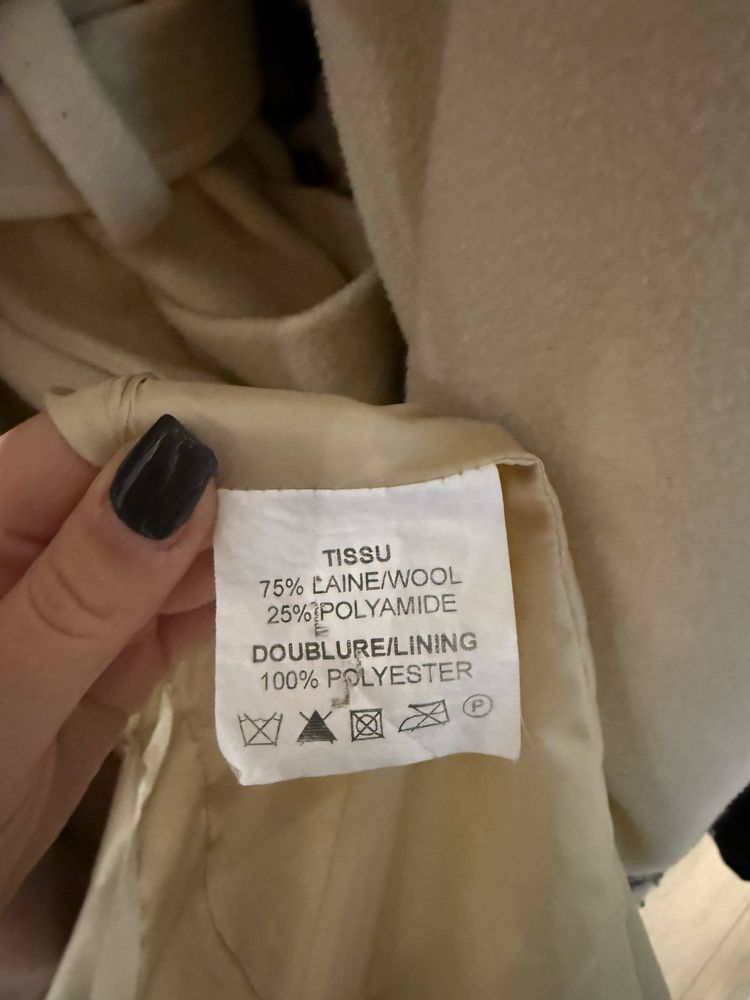 TISSU
75% LAINE/WOOL
25% POLYAMIDE
DOUBLURE/LINING
100% POLYESTER
P